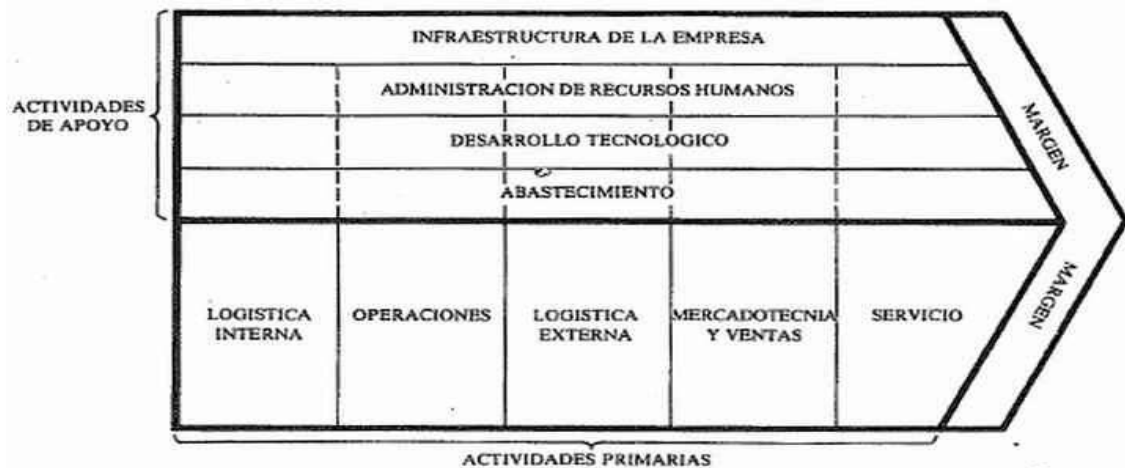 INFRAESTRUCTURA DE LA EMPRESA
ADMINISTRACION DE RECURSOS HUMANOS
ACTIVIDADES
DE APOYO
DESARROLLO TECNOLOGICO
ABASTECIMIENTO
MARGEN
LOGISTICA
INTERNA
OPERACIONES
LOGISTICA
EXTERNA
MERCADOTECNIA
Y VENTAS
SERVICIO
MARGEN
ACTIVIDADES PRIMARIAS